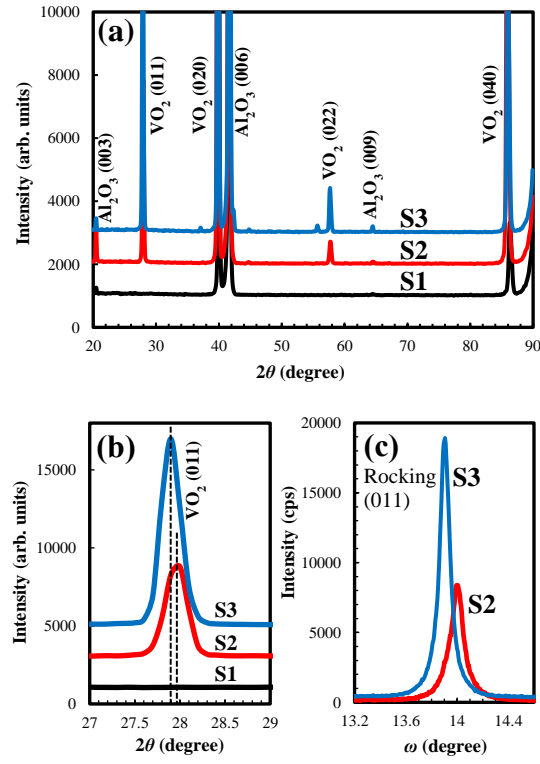 (a)
10000
8000
6000
4000
2000
0
Intensity (arb. units)
Al₂O₃ (003)
VO₂ (011)
VO₂ (020)
Al₂O₃ (006)
VO₂ (022)
Al₂O₃ (009)
VO₂ (040)
S3
S2
S1
20 30 40 50 60 70 80 90
2θ (degree)
(b)
15000
10000
5000
0
Intensity (arb. units)
VO₂ (011)
S3
S2
S1
27 27.5 28 28.5 29
2θ (degree)
(c)
20000
15000
10000
5000
0
Intensity (cps)
Rocking
(011)
S3
S2
13.2 13.6 14 14.4
ω (degree)